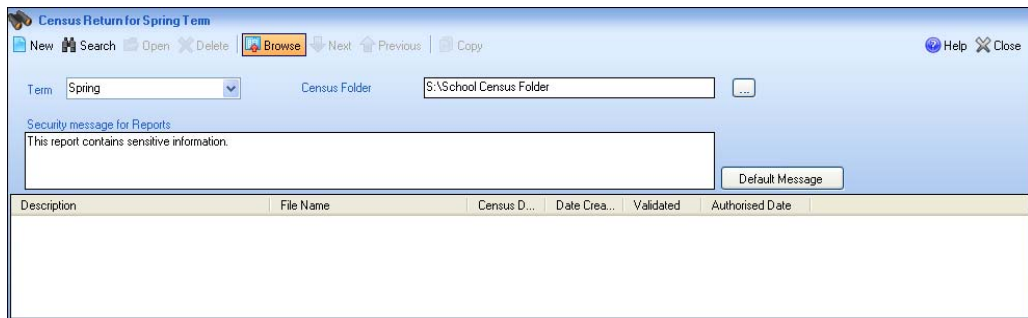 Census Return for Spring Term
New Search Open Delete Browse Next Previous Copy Help Close
Term Spring Census Folder S:\School Census Folder ...
Security message for Reports
This report contains sensitive information.
Default Message
Description File Name Census D... Date Crea... Validated Authorised Date